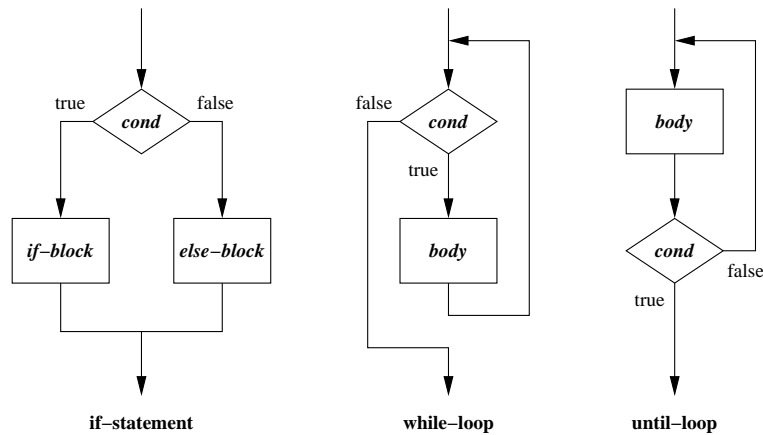 true
false
cond
if−block
else−block
if−statement
false
cond
true
body
while−loop
body
cond
false
true
until−loop